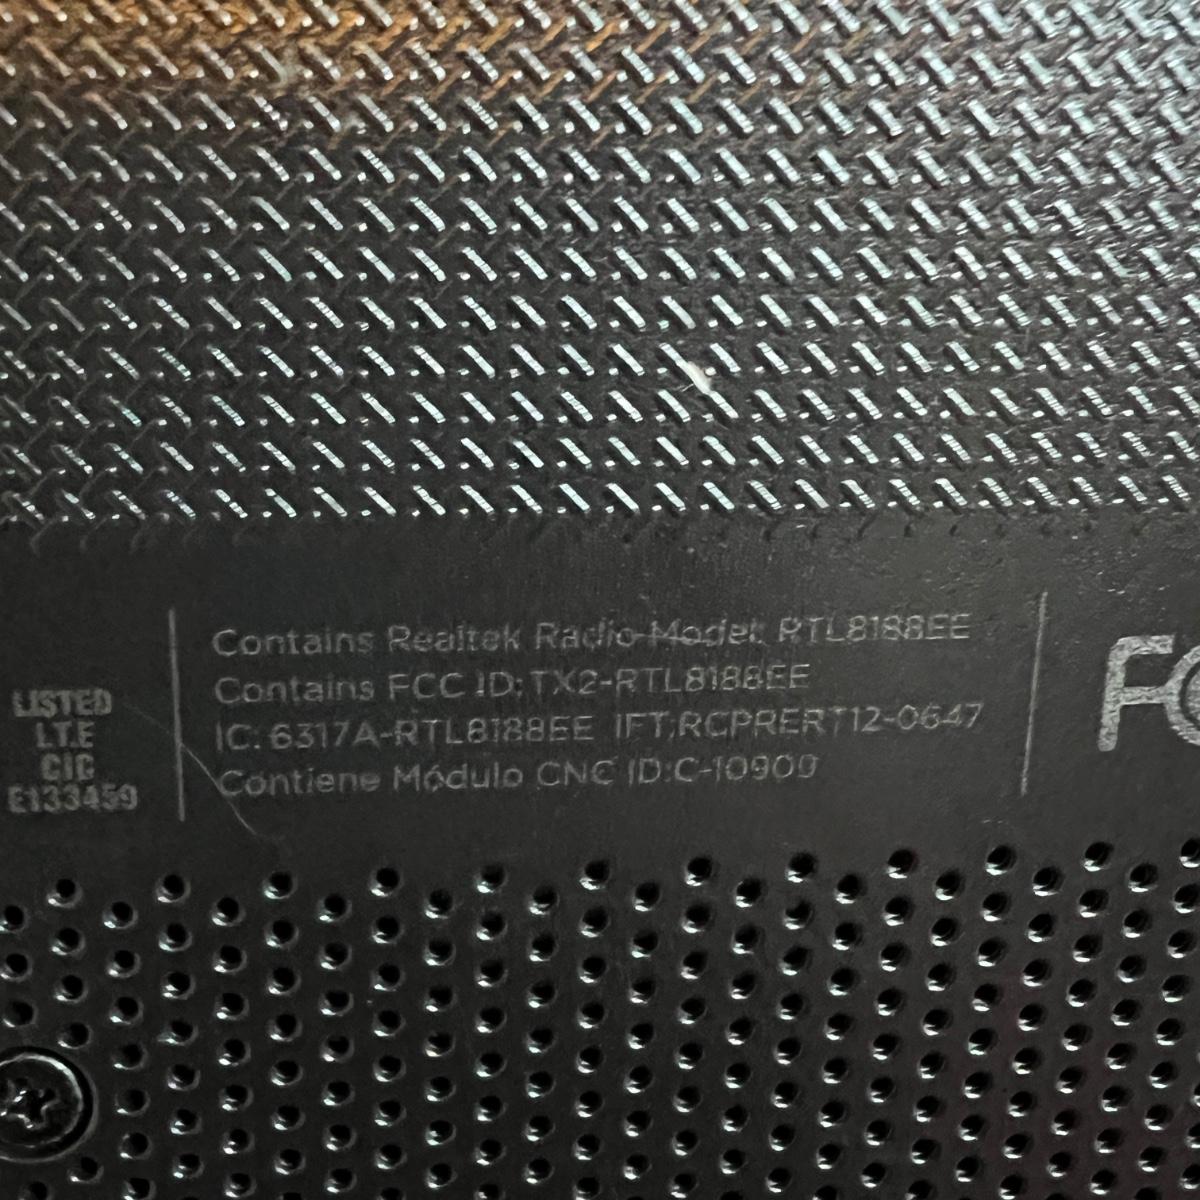 LISTED
I.T.E
CIC
E133459
Contains Realtek Radio Model: RTL8188EE
Contains FCC ID: TX2-RTL8188EE
IC: 6317A-RTL8188EE IFT:RCPRERT12-0647
Contiene Módulo CNC ID:C-10909